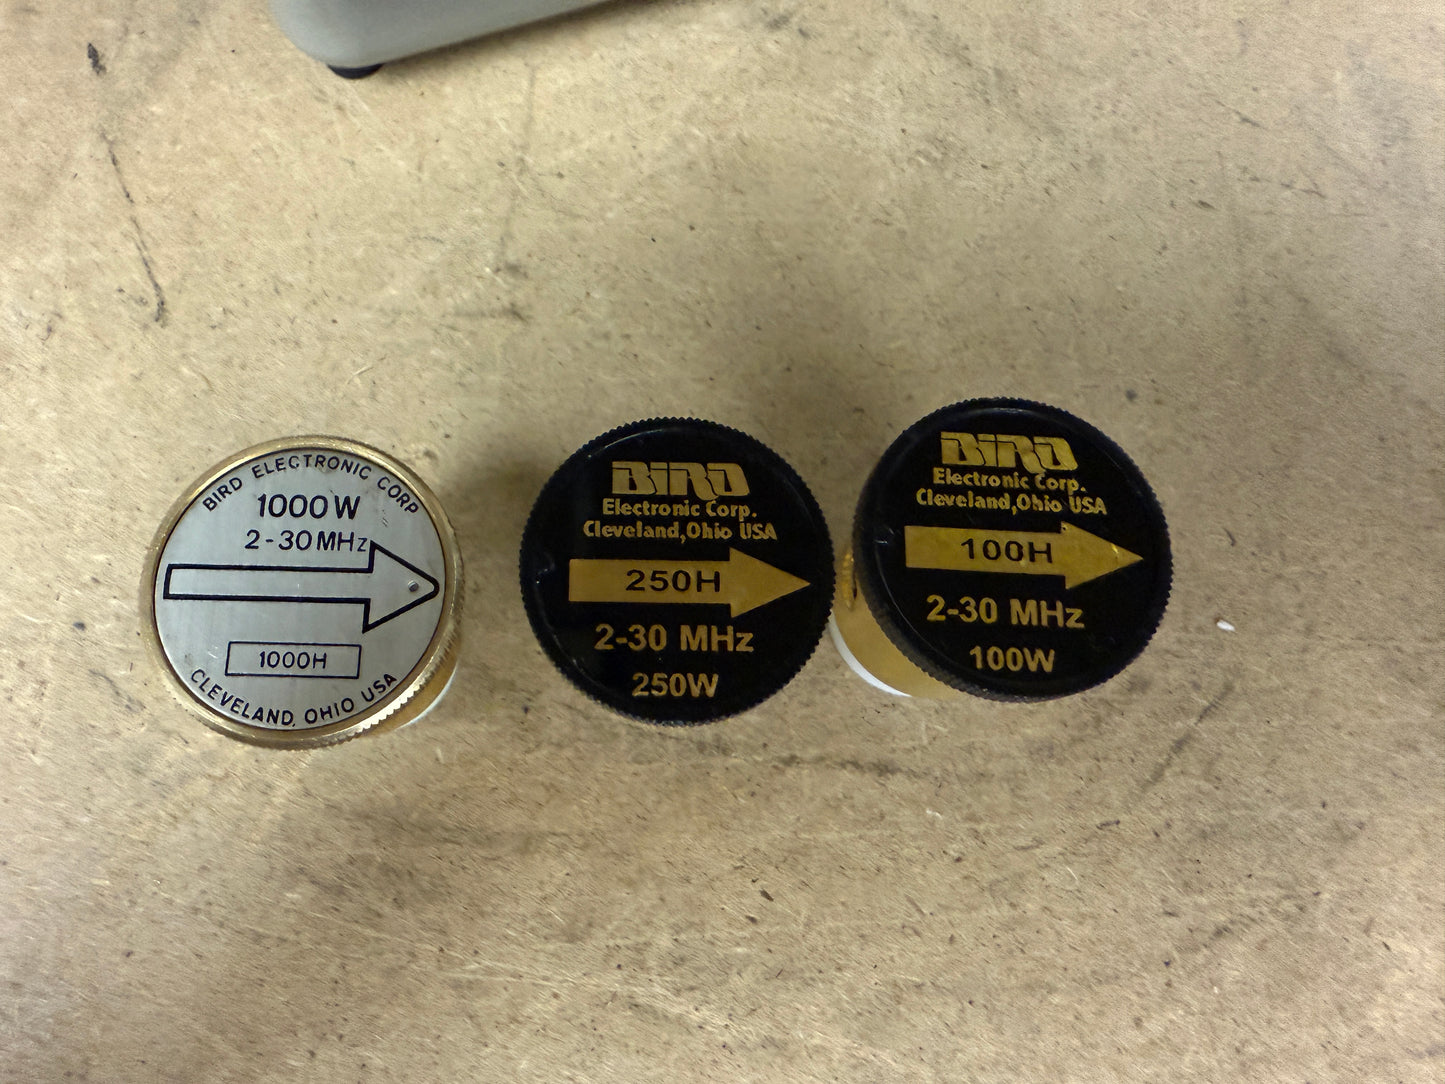 BIRD ELECTRONIC CORP
1000W
2-30MHz
1000H
CLEVELAND, OHIO USA
BIRD
Electronic Corp.
Cleveland,Ohio USA
250H
2-30 MHz
250W
BIRD
Electronic Corp.
Cleveland,Ohio USA
100H
2-30 MHz
100W